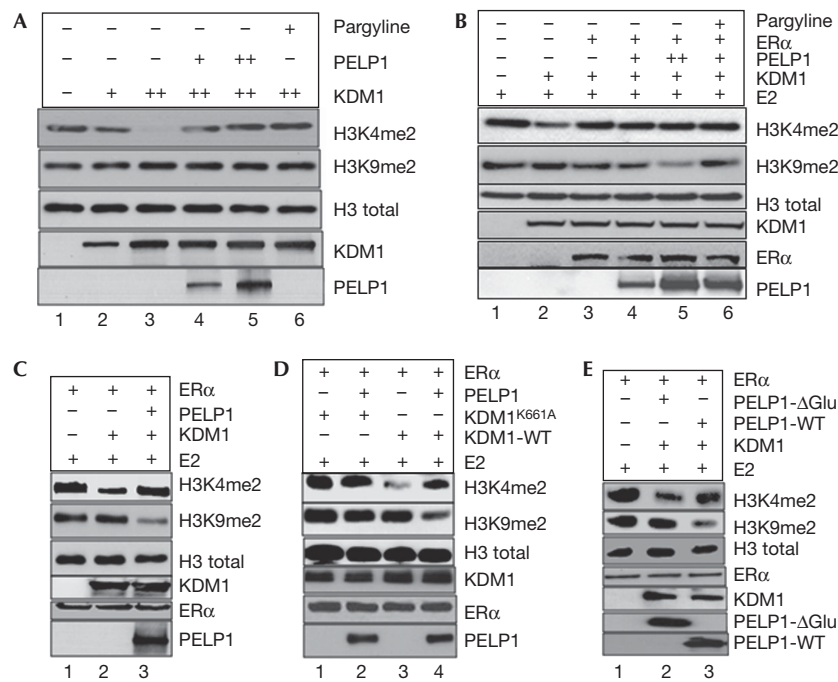 A
– – – – – + Pargyline
– – – + ++ – PELP1
– + ++ ++ ++ ++ KDM1
H3K4me2
H3K9me2
H3 total
KDM1
PELP1
1 2 3 4 5 6
B
– – – – – + Pargyline
– – + + + + ERα
– – – + ++ + PELP1
– + + + + + KDM1
+ + + + + + E2
H3K4me2
H3K9me2
H3 total
KDM1
ERα
PELP1
1 2 3 4 5 6
C
+ + + ERα
– – + PELP1
– + + KDM1
+ + + E2
H3K4me2
H3K9me2
H3 total
KDM1
ERα
PELP1
1 2 3
D
+ + + + ERα
– + – + PELP1
+ + – – KDM1K661A
– – + + KDM1-WT
+ + + + E2
H3K4me2
H3K9me2
H3 total
KDM1
ERα
PELP1
1 2 3 4
E
+ + + ERα
– + – PELP1-ΔGlu
– – + PELP1-WT
– + + KDM1
+ + + E2
H3K4me2
H3K9me2
H3 total
ERα
KDM1
PELP1-ΔGlu
PELP1-WT
1 2 3